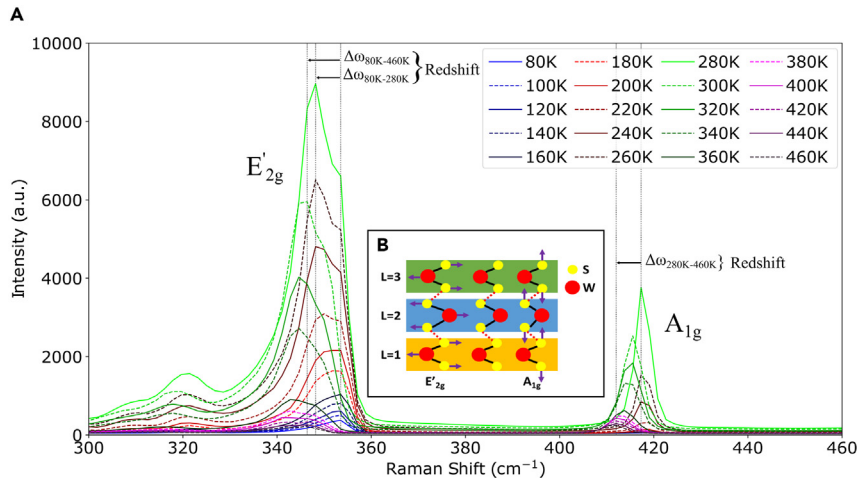 A
10000
8000
6000
4000
2000
0
Intensity (a.u.)
300 320 340 360 380 400 420 440 460
Raman Shift (cm⁻¹)
Δω80K-460K
Δω80K-280K
} Redshift
E'2g
80K 180K 280K 380K
100K 200K 300K 400K
120K 220K 320K 420K
140K 240K 340K 440K
160K 260K 360K 460K
Δω280K-460K} Redshift
A1g
B
L=3
L=2
L=1
S
W
E'2g A1g